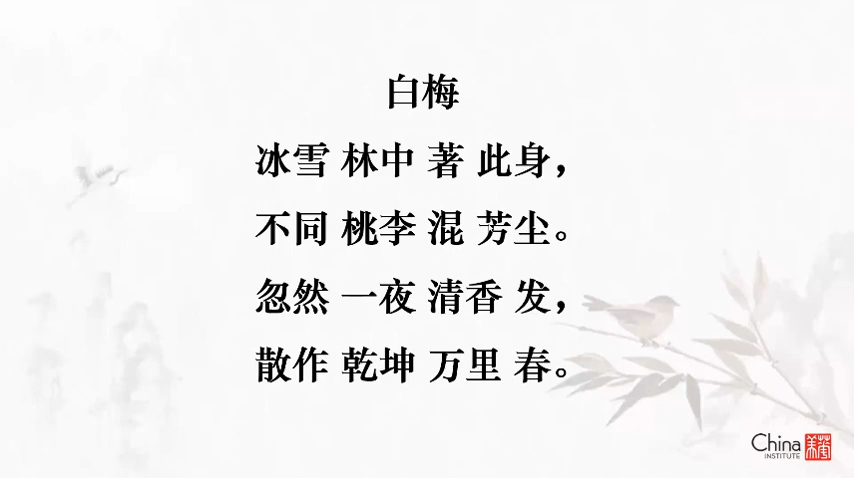 白梅
冰雪 林中 著 此身，
不同 桃李 混 芳尘。
忽然 一夜 清香 发，
散作 乾坤 万里 春。
China
INSTITUTE